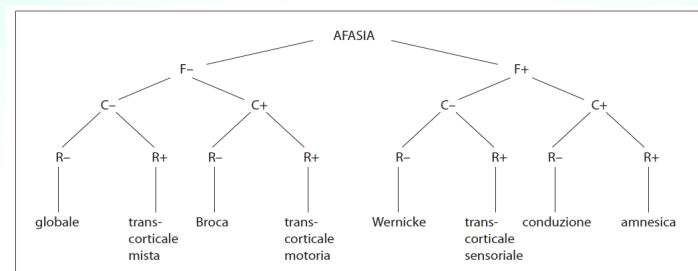 AFASIA
F– F+
C– C+ C– C+
R– R+ R– R+ R– R+ R– R+
globale trans- Broca trans- Wernicke trans- conduzione amnesica
corticale corticale corticale
mista motoria sensoriale